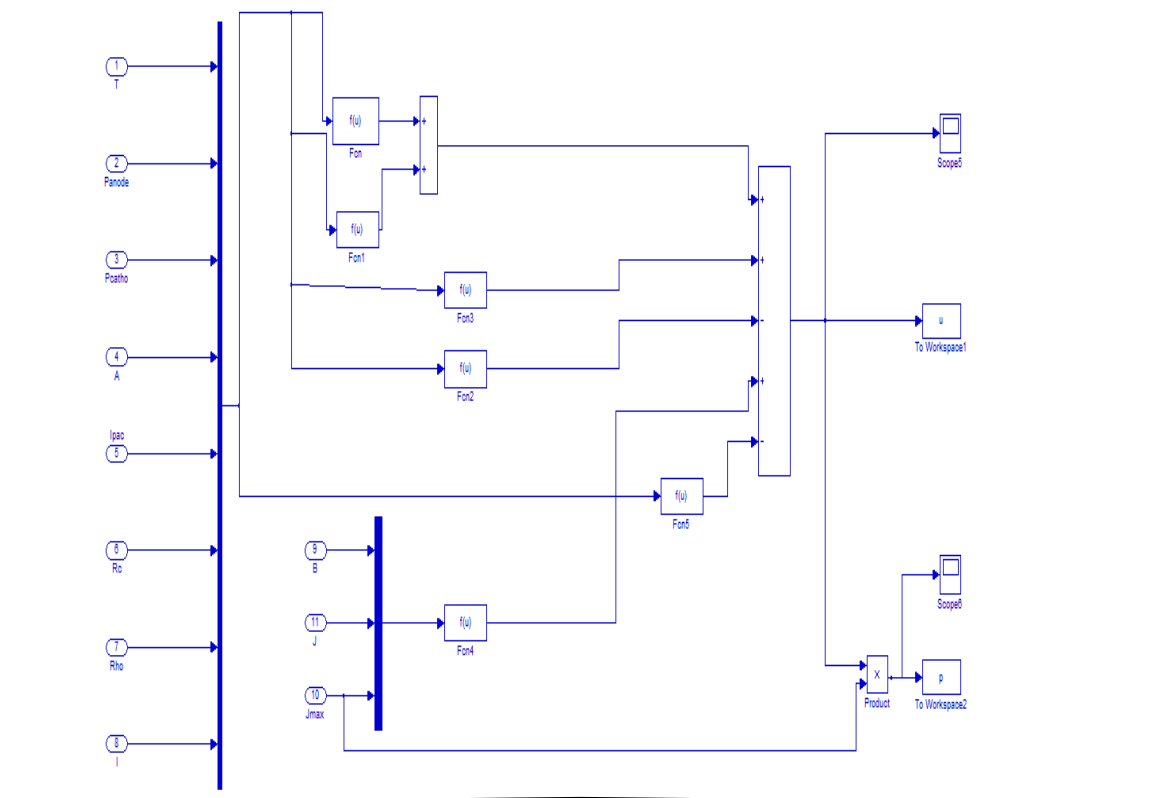 1
T
2
Panode
3
Pcatho
4
A
Ipac
5
6
Rc
7
Rho
8
I
f(u)
Fcn
f(u)
Fcn1
+
+
f(u)
Fcn3
f(u)
Fcn2
f(u)
Fcn5
9
B
11
J
10
Jmax
f(u)
Fcn4
+
+
-
+
-
Scope5
u
To Workspace1
Scope6
X
Product
p
To Workspace2